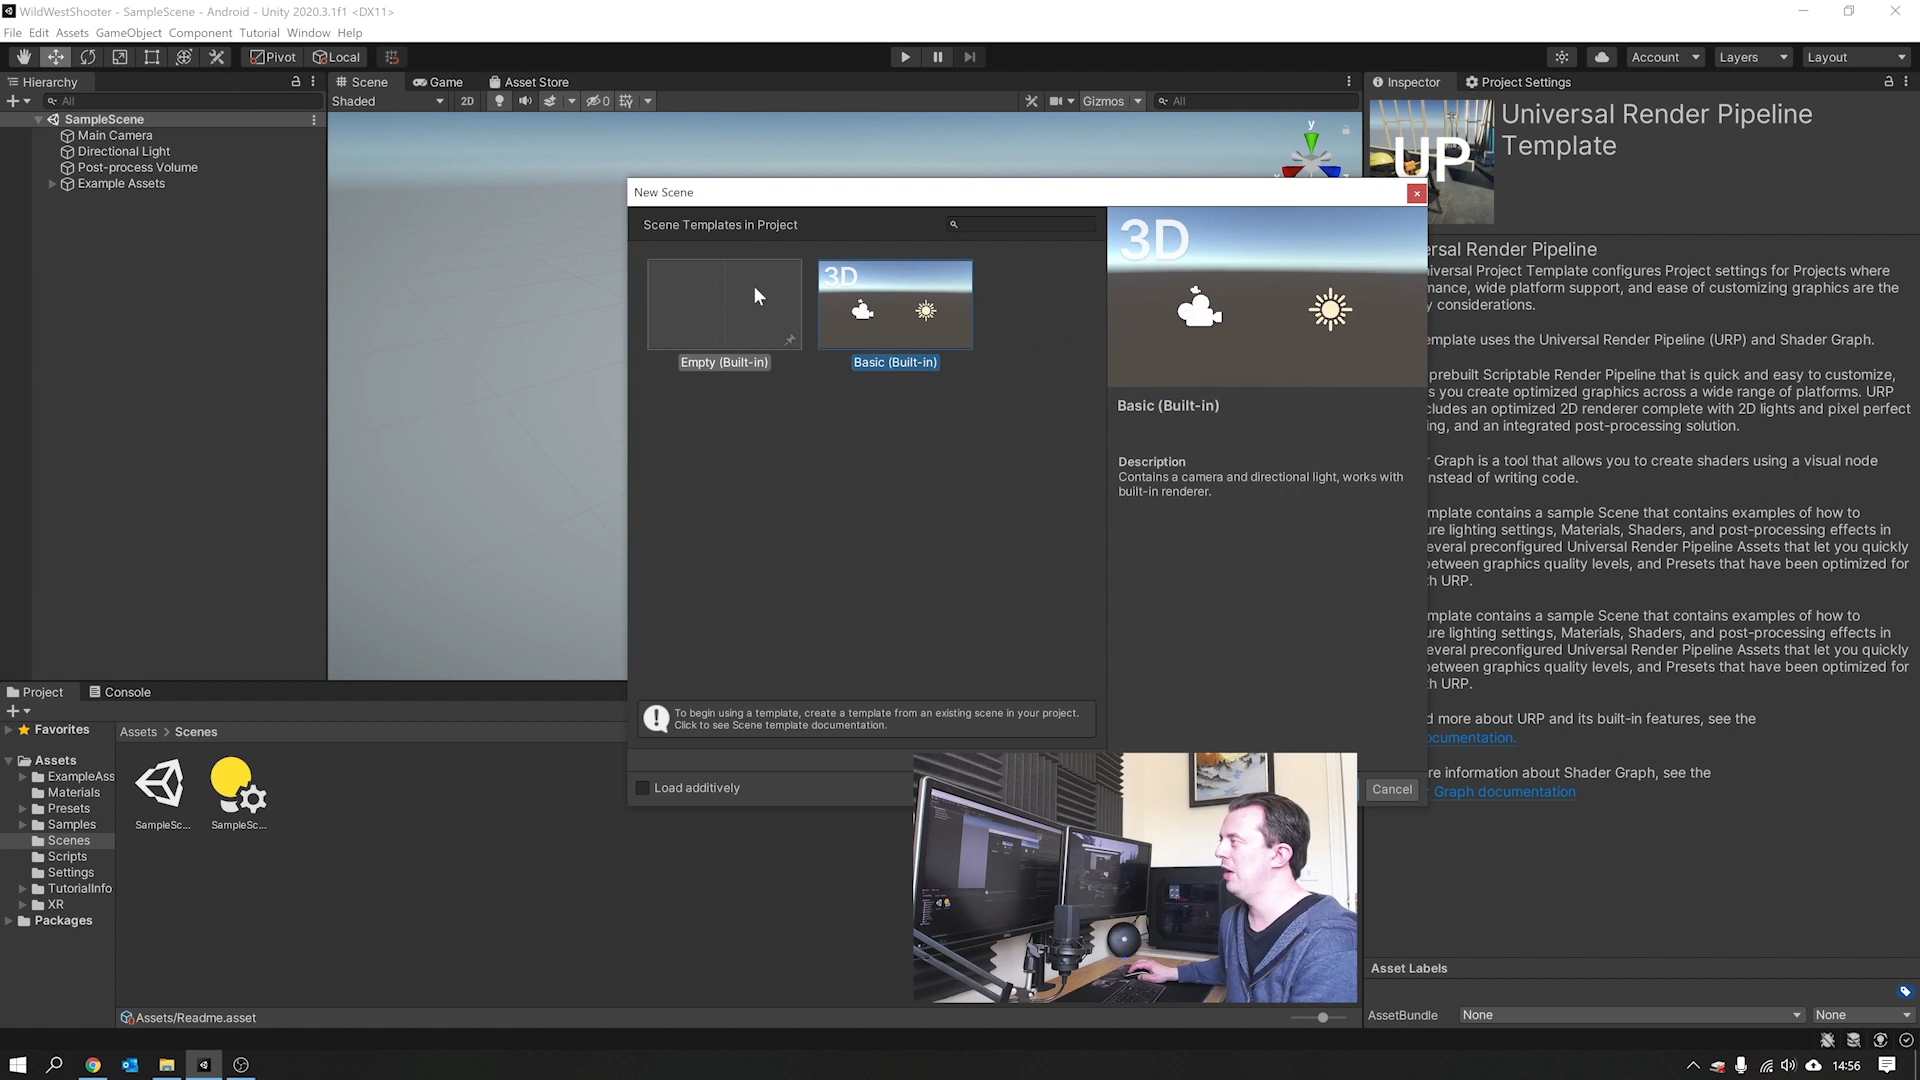 WildWestShooter - SampleScene - Android - Unity 2020.3.1f1 <DX11>
File Edit Assets GameObject Component Tutorial Window Help
Pivot Local
Account Layers Layout
Hierarchy
All
SampleScene
Main Camera
Directional Light
Post-process Volume
Example Assets
Scene Game Asset Store
Shaded 2D 0 Gizmos All
y
New Scene
Scene Templates in Project
3D
Empty (Built-in)
Basic (Built-in)
3D
Basic (Built-in)
Description
Contains a camera and directional light, works with
built-in renderer.
To begin using a template, create a template from an existing scene in your project.
Click to see Scene template documentation.
Load additively
Cancel
Inspector Project Settings
UP
Universal Render Pipeline
Template
ersal Render Pipeline
iversal Project Template configures Project settings for Projects where
mance, wide platform support, and ease of customizing graphics are the
y considerations.
emplate uses the Universal Render Pipeline (URP) and Shader Graph.
prebuilt Scriptable Render Pipeline that is quick and easy to customize,
s you create optimized graphics across a wide range of platforms. URP
cludes an optimized 2D renderer complete with 2D lights and pixel perfect
ing, and an integrated post-processing solution.
r Graph is a tool that allows you to create shaders using a visual node
nstead of writing code.
mplate contains a sample Scene that contains examples of how to
ure lighting settings, Materials, Shaders, and post-processing effects in
everal preconfigured Universal Render Pipeline Assets that let you quickly
between graphics quality levels, and Presets that have been optimized for
th URP.
mplate contains a sample Scene that contains examples of how to
ure lighting settings, Materials, Shaders, and post-processing effects in
everal preconfigured Universal Render Pipeline Assets that let you quickly
between graphics quality levels, and Presets that have been optimized for
th URP.
d more about URP and its built-in features, see the
ocumentation.
re information about Shader Graph, see the
Graph documentation
Asset Labels
AssetBundle None None
Project Console
Favorites
Assets
ExampleAss
Materials
Presets
Samples
Scenes
Scripts
Settings
TutorialInfo
XR
Packages
Assets > Scenes
SampleSc... SampleSc...
Assets/Readme.asset
14:56